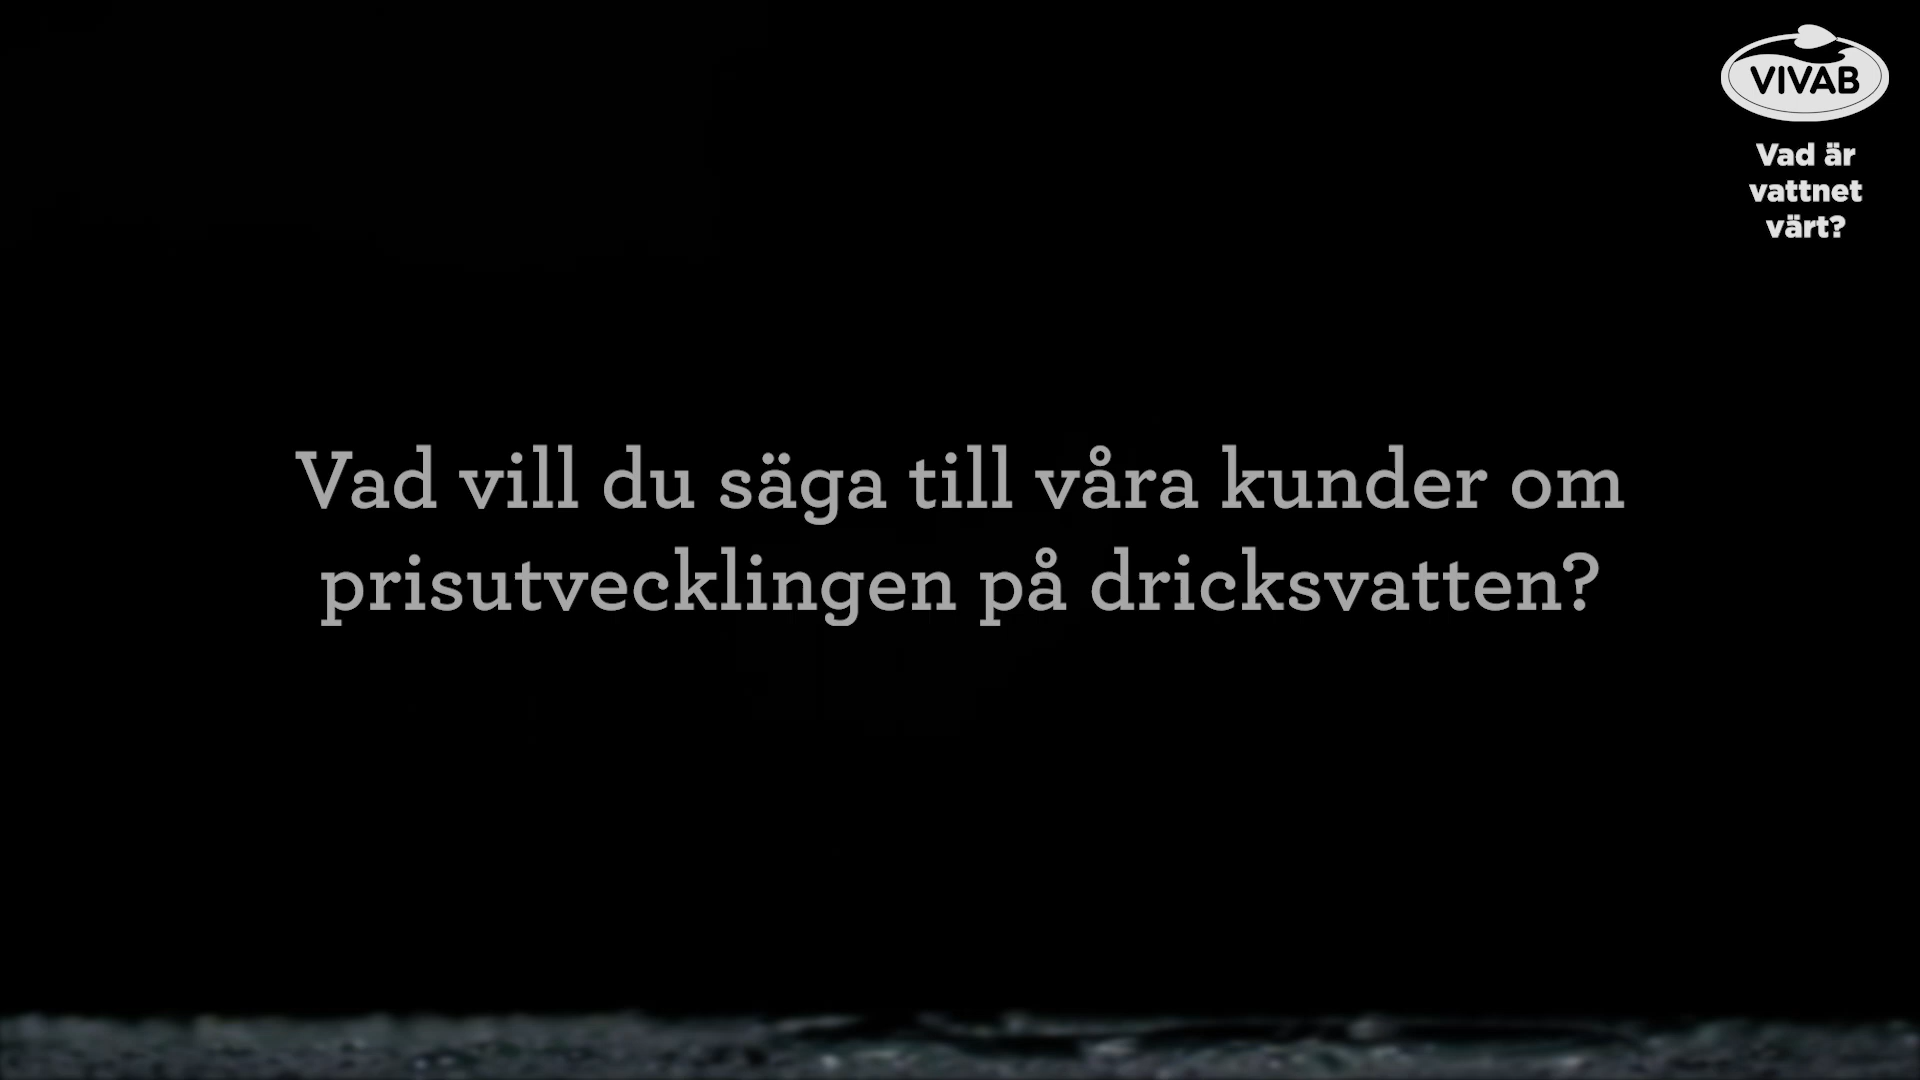 VIVAB
Vad är
vattnet
värt?
Vad vill du säga till våra kunder om
prisutvecklingen på dricksvatten?